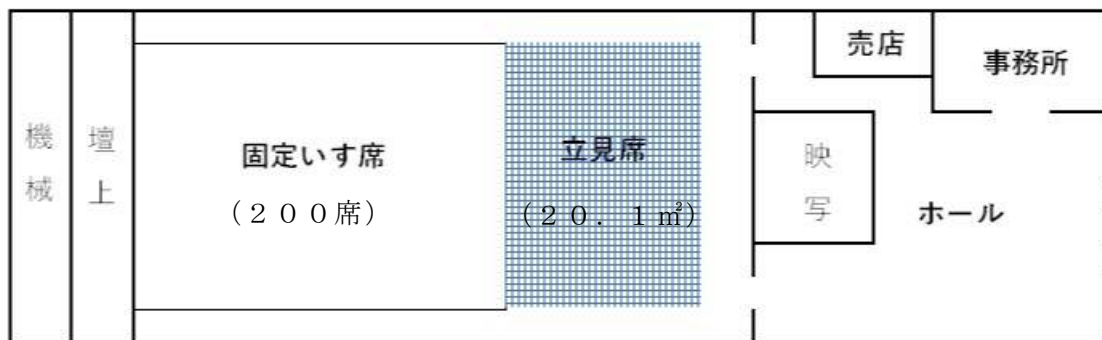 機械
壇上
固定いす席
（２００席）
立見席
（２０．１㎡）
映写
売店
事務所
ホール